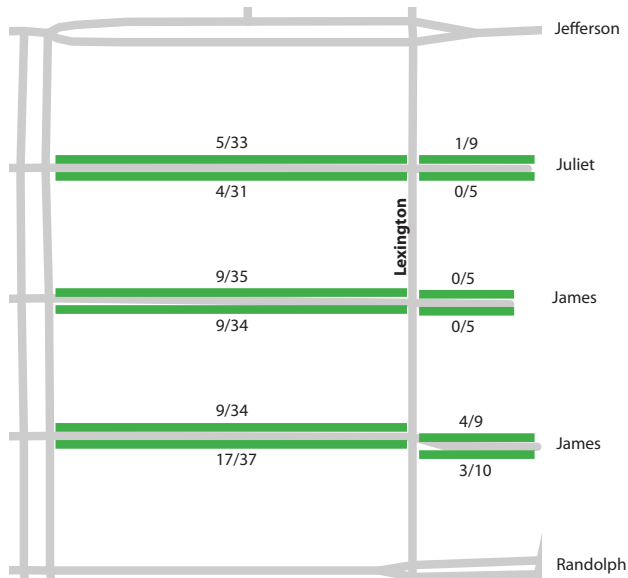 Jefferson
5/33
1/9
Juliet
4/31
0/5
Lexington
9/35
0/5
James
9/34
0/5
9/34
4/9
James
17/37
3/10
Randolph